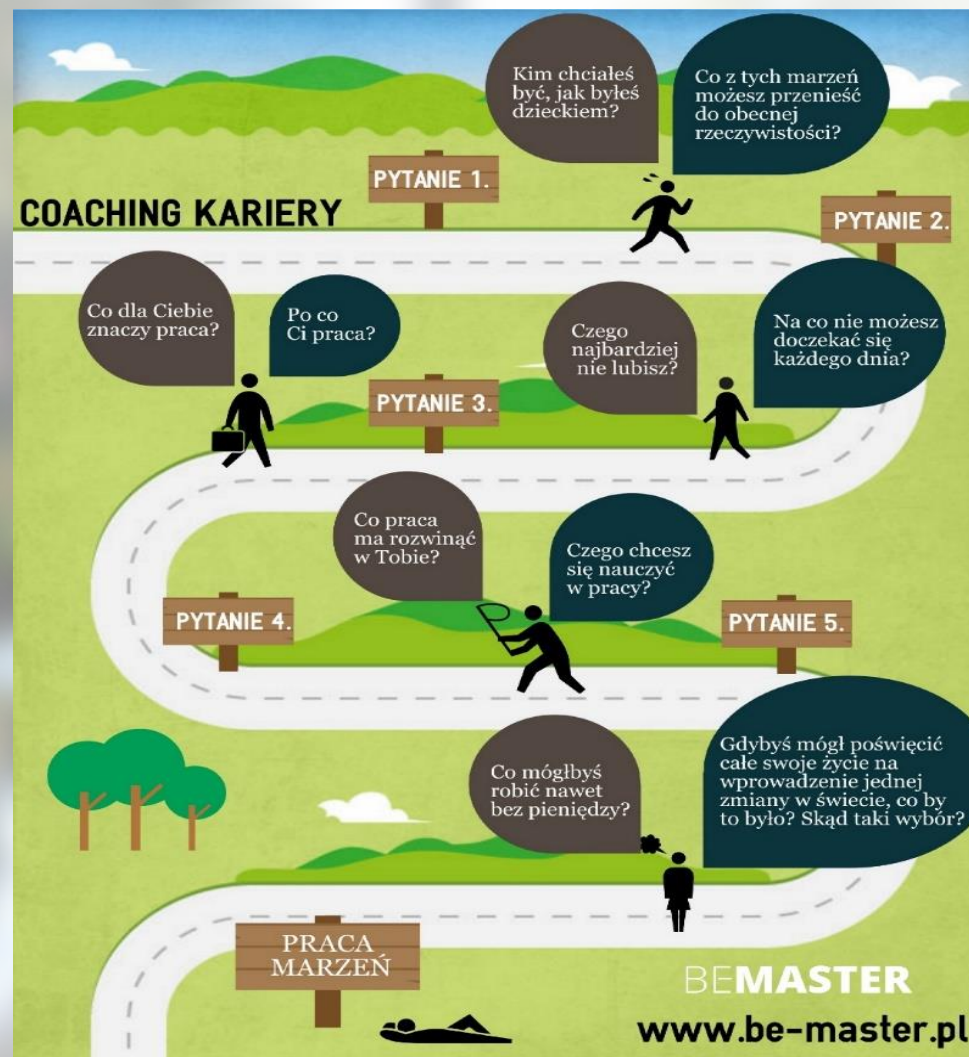 Kim chciałeś
być, jak byłeś
dzieckiem?
Co z tych marzeń
możesz przenieść
do obecnej
rzeczywistości?
PYTANIE 1.
COACHING KARIERY
PYTANIE 2.
Co dla Ciebie
znaczy praca?
Po co
Ci praca?
Czego
najbardziej
nie lubisz?
Na co nie możesz
doczekać się
każdego dnia?
PYTANIE 3.
Co praca
ma rozwinąć
w Tobie?
Czego chcesz
się nauczyć
w pracy?
PYTANIE 4.
PYTANIE 5.
Co mógłbyś
robić nawet
bez pieniędzy?
Gdybyś mógł poświęcić
całe swoje życie na
wprowadzenie jednej
zmiany w świecie, co by
to było? Skąd taki wybór?
PRACA
MARZEŃ
BEMASTER
www.be-master.pl